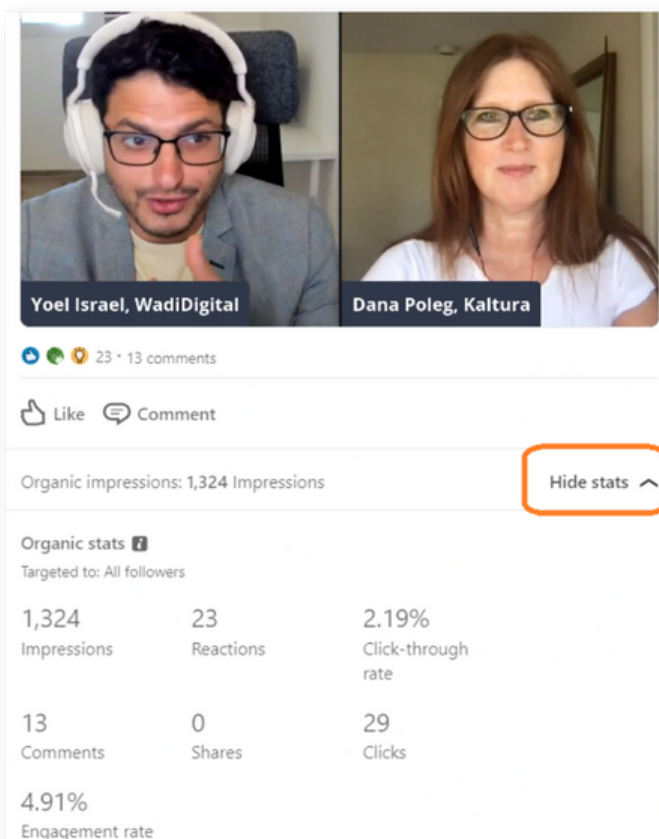 Yoel Israel, WadiDigital
Dana Poleg, Kaltura
23 · 13 comments
Like Comment
Organic impressions: 1,324 Impressions
Hide stats
Organic stats
Targeted to: All followers
1,324 23 2.19%
Impressions Reactions Click-through
rate
13 0 29
Comments Shares Clicks
4.91%
Engagement rate